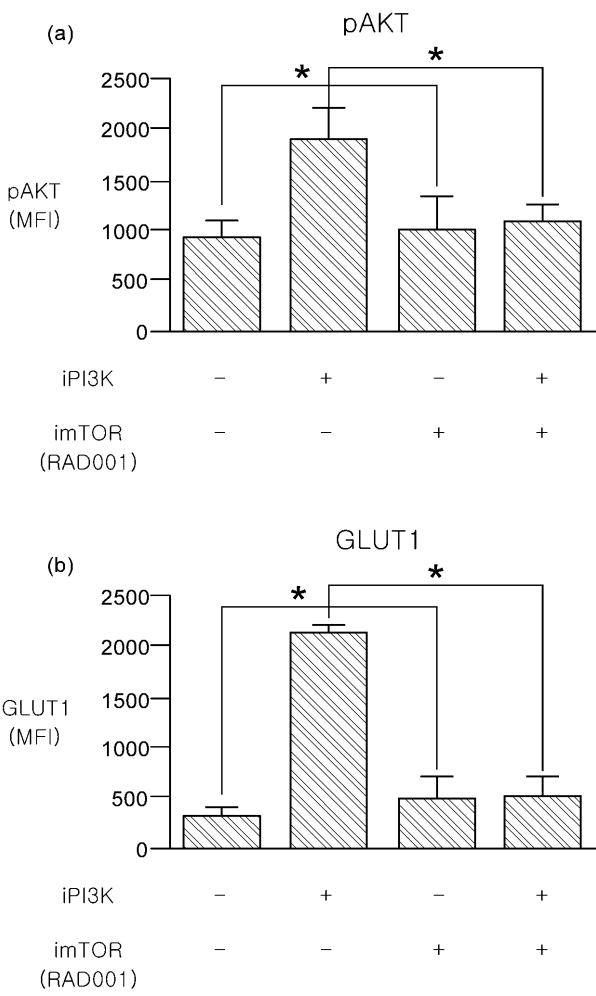 (a)
pAKT
* *
2500
2000
1500
1000
500
0
pAKT
(MFI)
iPI3K − + − +
imTOR − − + +
(RAD001)
(b)
GLUT1
* *
2500
2000
1500
1000
500
0
GLUT1
(MFI)
iPI3K − + − +
imTOR − − + +
(RAD001)